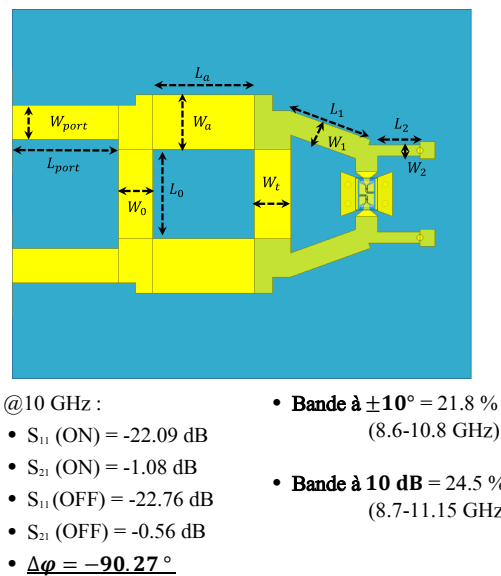 L_a
L_1
L_2
W_port
W_a
W_1
W_2
L_port
L_0
W_t
W_0
@10 GHz :
• S₁₁ (ON) = -22.09 dB
• S₂₁ (ON) = -1.08 dB
• S₁₁ (OFF) = -22.76 dB
• S₂₁ (OFF) = -0.56 dB
• Δφ = −90.27 °
• Bande à ±10° = 21.8 %
(8.6-10.8 GHz)
• Bande à 10 dB = 24.5 %
(8.7-11.15 GHz